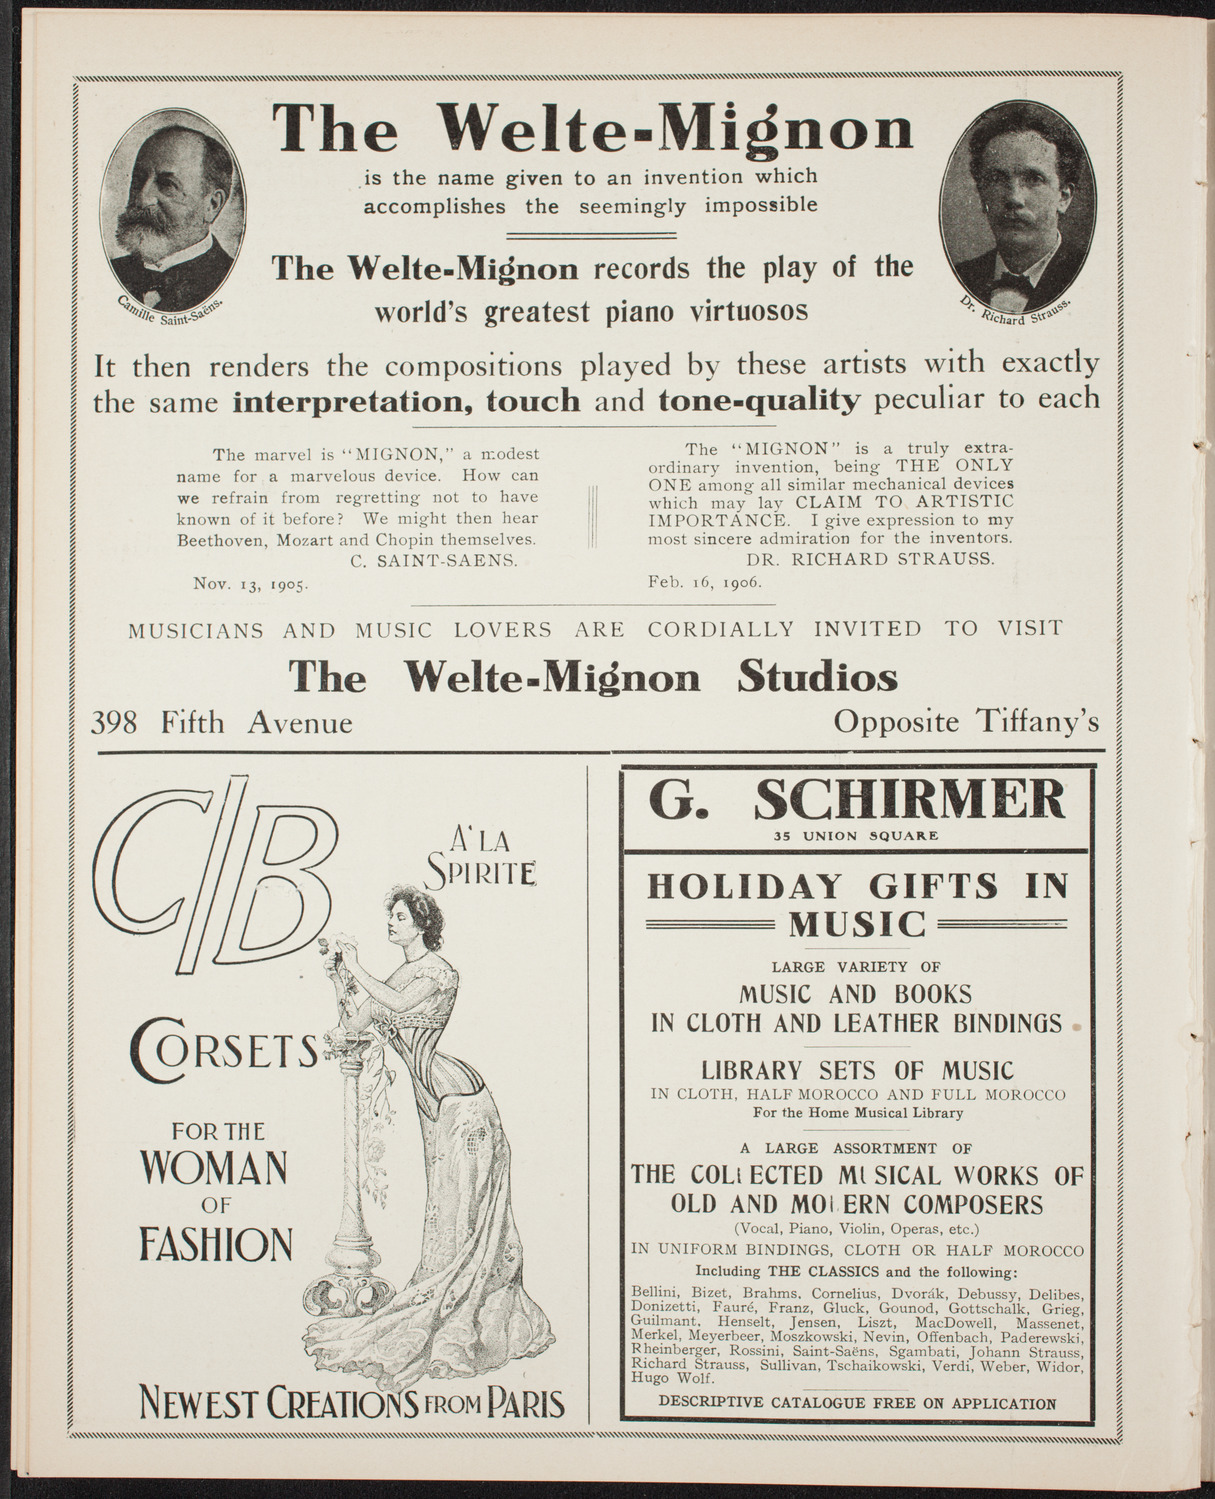 The Welte-Mignon
is the name given to an invention which
accomplishes the seemingly impossible
Camille Saint-Saëns.
Dr. Richard Strauss.
The Welte-Mignon records the play of the
world's greatest piano virtuosos
It then renders the compositions played by these artists with exactly
the same interpretation, touch and tone-quality peculiar to each
The marvel is "MIGNON," a modest
name for a marvelous device. How can
we refrain from regretting not to have
known of it before? We might then hear
Beethoven, Mozart and Chopin themselves.
C. SAINT-SAENS.
Nov. 13, 1905.
The "MIGNON" is a truly extra-
ordinary invention, being THE ONLY
ONE among all similar mechanical devices
which may lay CLAIM TO ARTISTIC
IMPORTANCE. I give expression to my
most sincere admiration for the inventors.
DR. RICHARD STRAUSS.
Feb. 16, 1906.
MUSICIANS AND MUSIC LOVERS ARE CORDIALLY INVITED TO VISIT
The Welte-Mignon Studios
398 Fifth Avenue Opposite Tiffany's
C/B
A' LA
SPIRITE
CORSETS
FOR THE
WOMAN
OF
FASHION
NEWEST CREATIONS FROM PARIS
G. SCHIRMER
35 UNION SQUARE
HOLIDAY GIFTS IN
MUSIC
LARGE VARIETY OF
MUSIC AND BOOKS
IN CLOTH AND LEATHER BINDINGS
LIBRARY SETS OF MUSIC
IN CLOTH, HALF MOROCCO AND FULL MOROCCO
For the Home Musical Library
A LARGE ASSORTMENT OF
THE COLLECTED MUSICAL WORKS OF
OLD AND MODERN COMPOSERS
(Vocal, Piano, Violin, Operas, etc.)
IN UNIFORM BINDINGS, CLOTH OR HALF MOROCCO
Including THE CLASSICS and the following:
Bellini, Bizet, Brahms. Cornelius, Dvorák, Debussy, Delibes,
Donizetti, Fauré, Franz, Gluck, Gounod, Gottschalk, Grieg,
Guilmant, Henselt, Jensen, Liszt, MacDowell, Massenet,
Merkel, Meyerbeer, Moszkowski, Nevin, Offenbach, Paderewski,
Rheinberger, Rossini, Saint-Saëns, Sgambati, Johann Strauss,
Richard Strauss, Sullivan, Tschaikowski, Verdi, Weber, Widor,
Hugo Wolf.
DESCRIPTIVE CATALOGUE FREE ON APPLICATION